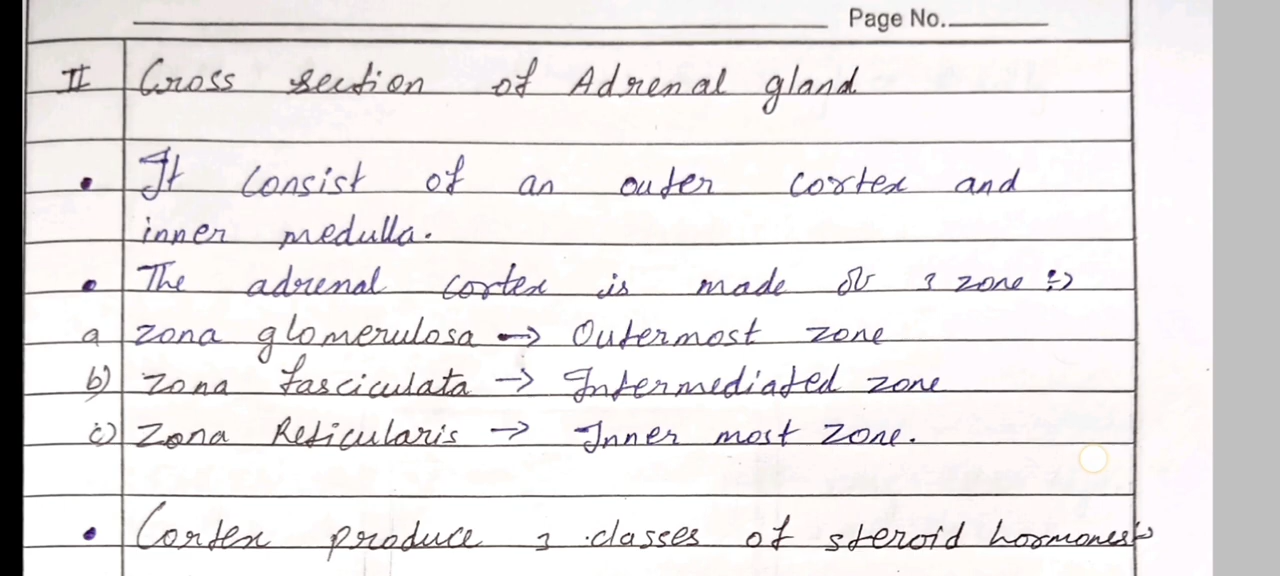 Page No.
II Cross section of Adrenal gland
• It Consist of an outer cortex and
inner medulla.
• The adrenal cortex is made of 3 zone :->
a zona glomerulosa -> Outermost zone
b) Zona fasciculata -> Intermediated zone
c) Zona Reticularis -> Inner most zone.
• Cortex produce 3 classes of steroid hormones:->